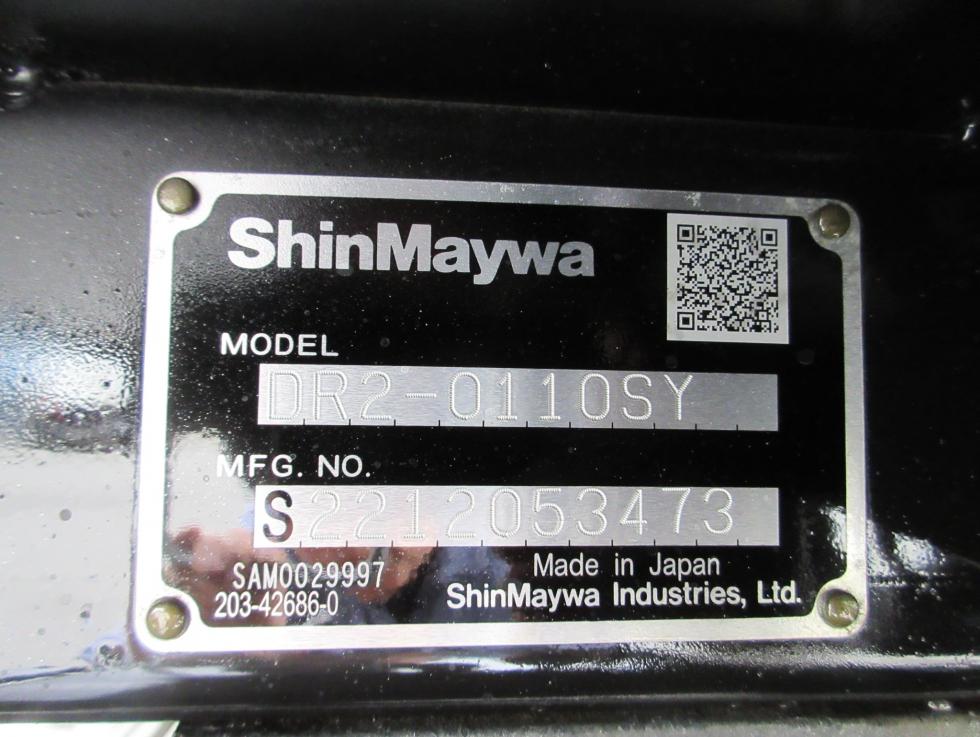 ShinMaywa
MODEL
DR2-0110SY
MFG. NO.
S2212053473
SAM0029997
203-42686-0
Made in Japan
ShinMaywa Industries, Ltd.